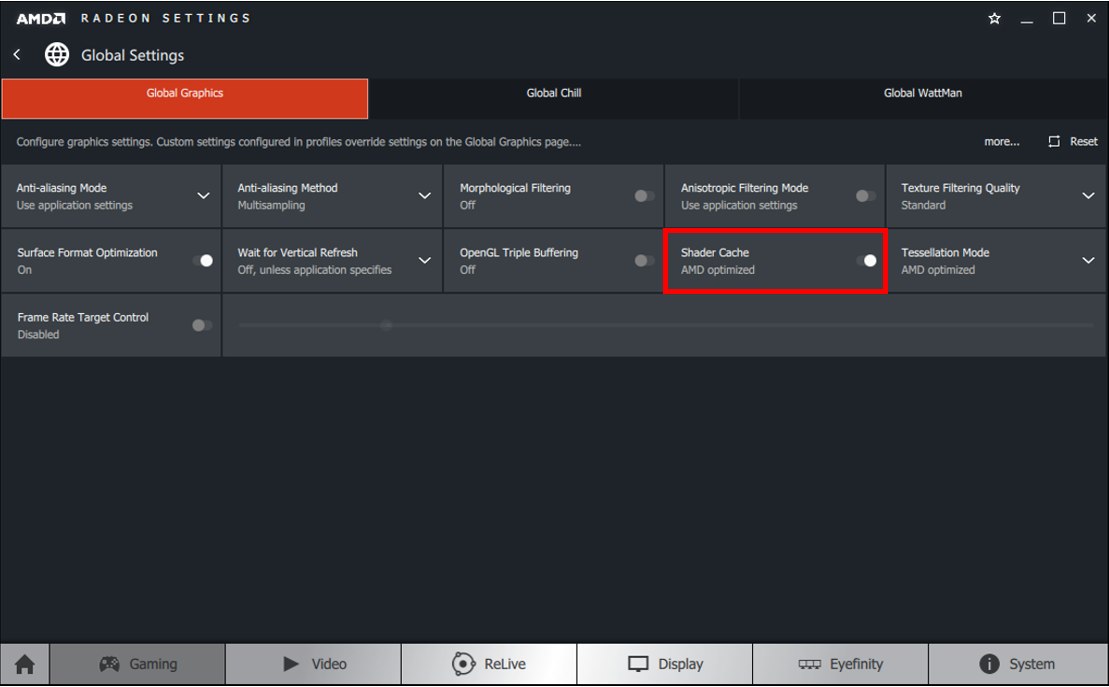 AMD RADEON SETTINGS
Global Settings
Global Graphics
Global Chill
Global WattMan
Configure graphics settings. Custom settings configured in profiles override settings on the Global Graphics page....
more...
Reset
Anti-aliasing Mode
Use application settings
Anti-aliasing Method
Multisampling
Morphological Filtering
Off
Anisotropic Filtering Mode
Use application settings
Texture Filtering Quality
Standard
Surface Format Optimization
On
Wait for Vertical Refresh
Off, unless application specifies
OpenGL Triple Buffering
Off
Shader Cache
AMD optimized
Tessellation Mode
AMD optimized
Frame Rate Target Control
Disabled
Gaming
Video
ReLive
Display
Eyefinity
System